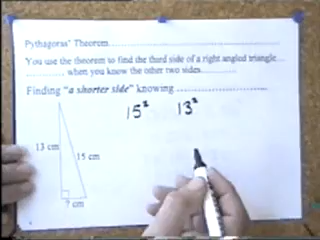 Pythagoras' Theorem
You use the theorem to find the third side of a right angled triangle
when you know the other two sides
Finding "a shorter side" knowing
15² 13²
13 cm
15 cm
? cm